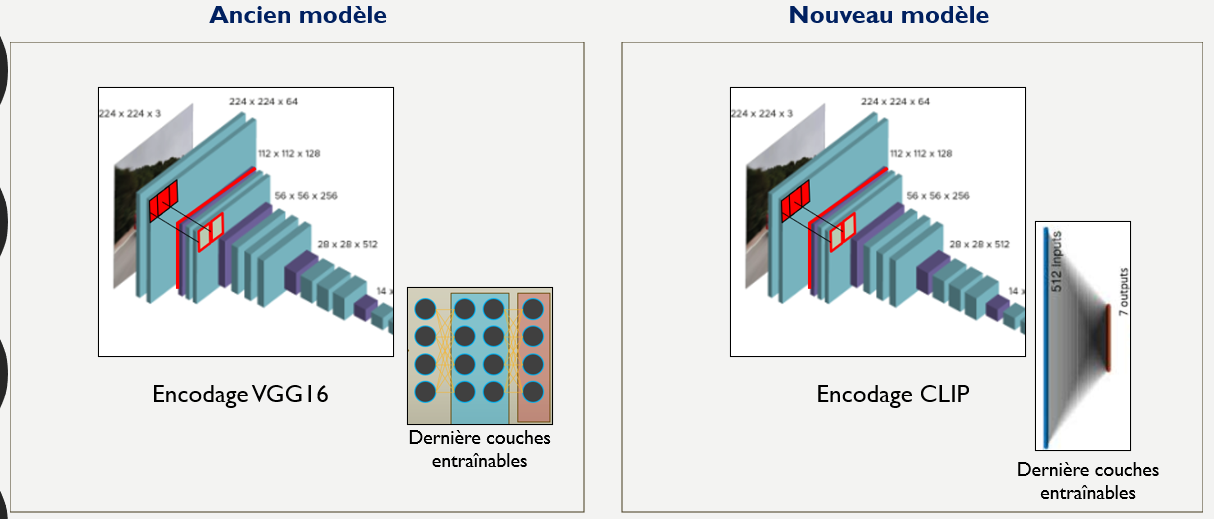 Ancien modèle
224 x 224 x 3
224 x 224 x 64
112 x 112 x 128
56 x 56 x 256
28 x 28 x 512
14 x
Encodage VGG16
Dernière couches
entraînables
Nouveau modèle
224 x 224 x 3
224 x 224 x 64
112 x 112 x 128
56 x 56 x 256
28 x 28 x 512
14 x
512 Inputs
7 outputs
Encodage CLIP
Dernière couches
entraînables